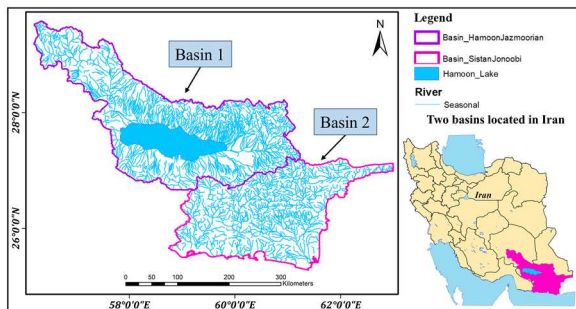 N
Basin 1
Basin 2
28°0'0"N
26°0'0"N
58°0'0"E
60°0'0"E
62°0'0"E
0 50 100 200 300
Kilometers
Legend
Basin_HamoonJazmoorian
Basin_SistanJonoobi
Hamoon_Lake
River
Seasonal
Two basins located in Iran
Iran